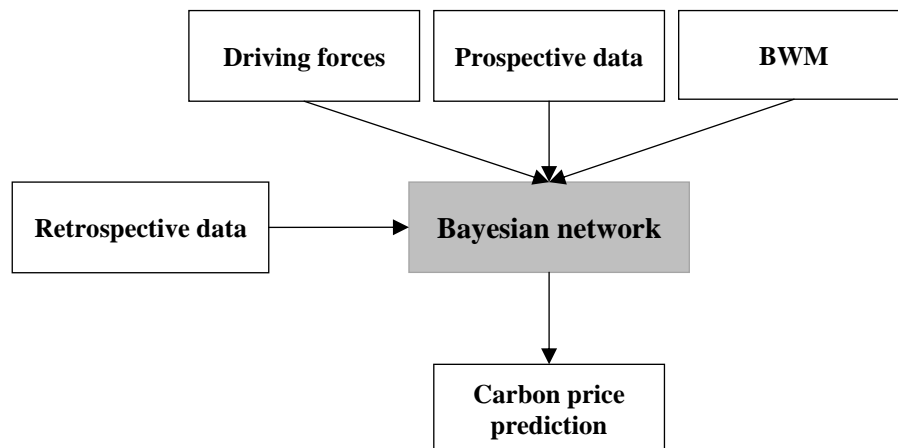 Driving forces
Prospective data
BWM
Retrospective data
Bayesian network
Carbon price
prediction